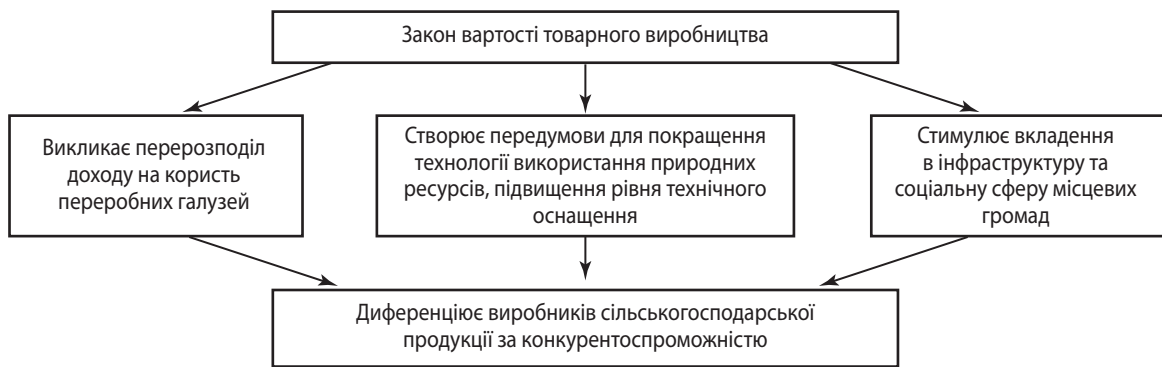 Закон вартості товарного виробництва
Викликає перерозподіл
доходу на користь
переробних галузей
Створює передумови для покращення
технології використання природних
ресурсів, підвищення рівня технічного
оснащення
Стимулює вкладення
в інфраструктуру та
соціальну сферу місцевих
громад
Диференціює виробників сільськогосподарської
продукції за конкурентоспроможністю